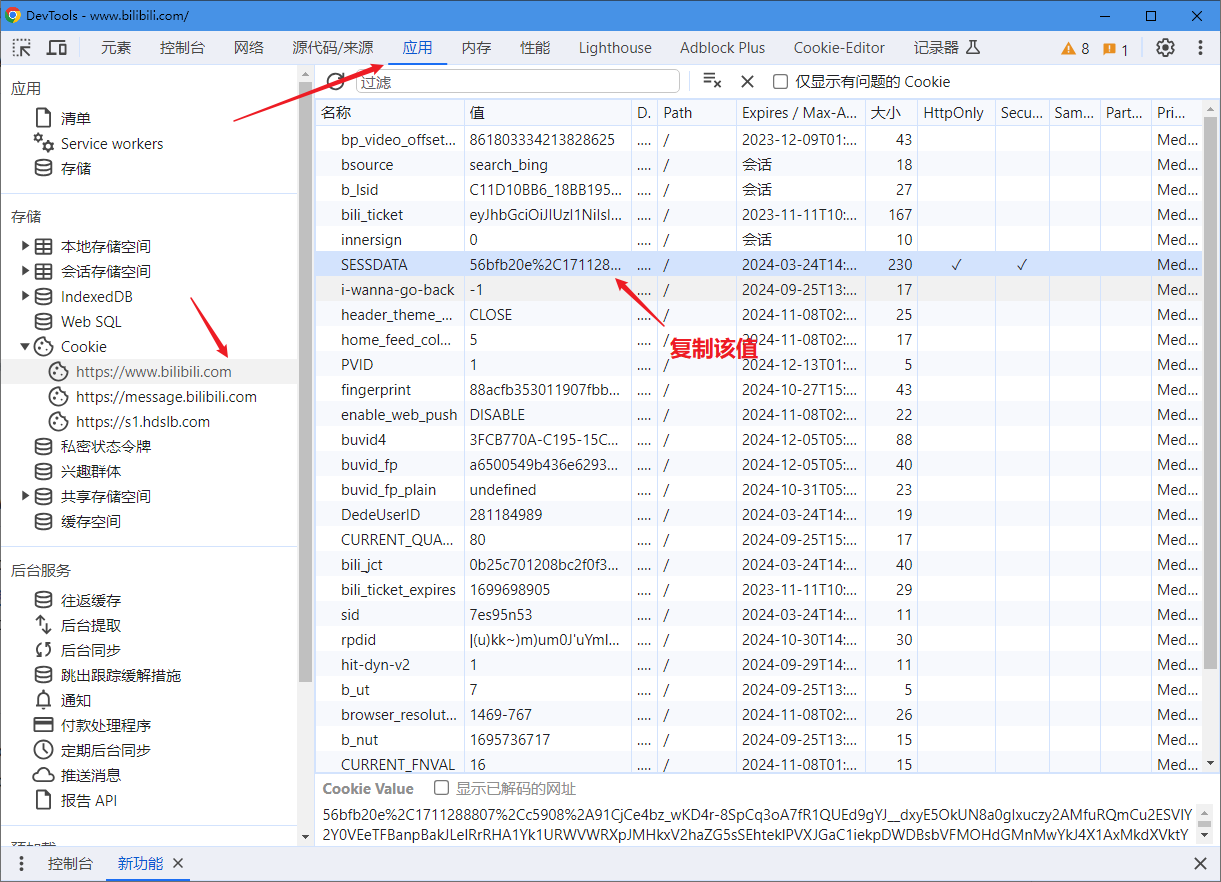 DevTools - www.bilibili.com/
元素 控制台 网络 源代码/来源 应用 内存 性能 Lighthouse Adblock Plus Cookie-Editor 记录器 8 1
应用
清单
Service workers
存储
存储
本地存储空间
会话存储空间
IndexedDB
Web SQL
Cookie
https://www.bilibili.com
https://message.bilibili.com
https://s1.hdslb.com
私密状态令牌
兴趣群体
共享存储空间
缓存空间
后台服务
往返缓存
后台提取
后台同步
跳出跟踪缓解措施
通知
付款处理程序
定期后台同步
推送消息
报告 API
过滤 仅显示有问题的 Cookie
名称 值 D. Path Expires / Max-A... 大小 HttpOnly Secu... Sam... Part... Pri...
bp_video_offset... 861803334213828625 .... / 2023-12-09T01:... 43 Med...
bsource search_bing .... / 会话 18 Med...
b_lsid C11D10BB6_18BB195... .... / 会话 27 Med...
bili_ticket eyJhbGciOiJIUzI1NiIsI... .... / 2023-11-11T10:... 167 Med...
innersign 0 .... / 会话 10 Med...
SESSDATA 56bfb20e%2C171128... .... / 2024-03-24T14:... 230 ✓ ✓ Med...
i-wanna-go-back -1 .... / 2024-09-25T13:... 17 Med...
header_theme_... CLOSE .... / 2024-11-08T02:... 25 Med...
home_feed_col... 5 .... / 2024-11-08T02:... 17 Med...
复制该值
PVID 1 .... / 2024-12-13T01:... 5 Med...
fingerprint 88acfb353011907fbb... .... / 2024-10-27T15:... 43 Med...
enable_web_push DISABLE .... / 2024-11-08T02:... 22 Med...
buvid4 3FCB770A-C195-15C... .... / 2024-12-05T05:... 88 Med...
buvid_fp a6500549b436e6293... .... / 2024-12-05T05:... 40 Med...
buvid_fp_plain undefined .... / 2024-10-31T05:... 23 Med...
DedeUserID 281184989 .... / 2024-03-24T14:... 19 Med...
CURRENT_QUA... 80 .... / 2024-09-25T15:... 17 Med...
bili_jct 0b25c701208bc2f0f3... .... / 2024-03-24T14:... 40 Med...
bili_ticket_expires 1699698905 .... / 2023-11-11T10:... 29 Med...
sid 7es95n53 .... / 2024-03-24T14:... 11 Med...
rpdid |(u)kk~)m)um0J'uYmI... .... / 2024-10-30T14:... 30 Med...
hit-dyn-v2 1 .... / 2024-09-29T14:... 11 Med...
b_ut 7 .... / 2024-09-25T13:... 5 Med...
browser_resolut... 1469-767 .... / 2024-11-08T02:... 26 Med...
b_nut 1695736717 .... / 2024-09-25T13:... 15 Med...
CURRENT_FNVAL 16 .... / 2024-11-08T01:... 15 Med...
Cookie Value 显示已解码的网址
56bfb20e%2C1711288807%2Cc5908%2A91CjCe4bz_wKD4r-8SpCq3oA7fR1QUEd9gYJ__dxyE5OkUN8a0gIxuczy2AMfuRQmCu2ESVlY
2Y0VEeTFBanpBakJLelRrRHA1Yk1URWVWRXpJMHkxV2haZG5sSEhtekIPVXJGaC1iekpDWDBsbVFMOHdGMnMwYkJ4X1AxMkdXVktY
控制台 新功能